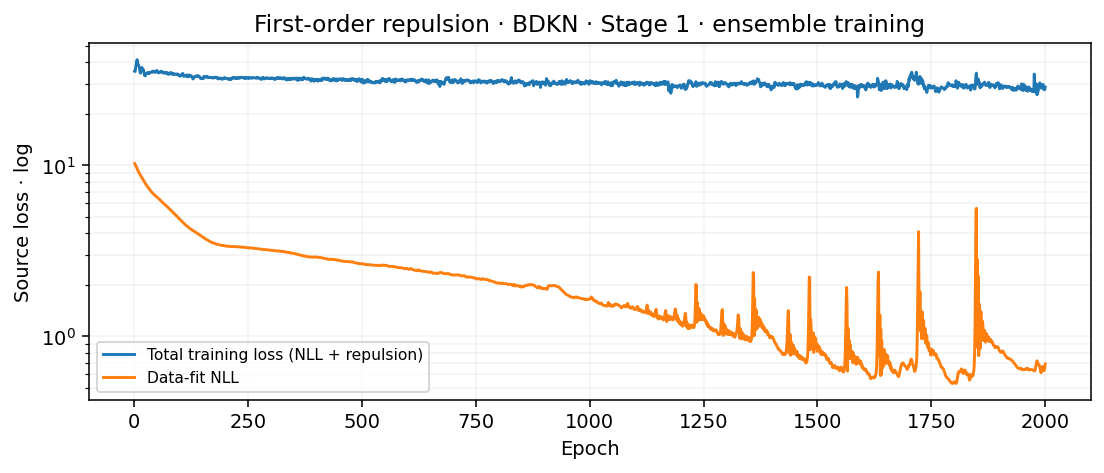 First-order repulsion · BDKN · Stage 1 · ensemble training
Source loss · log
10¹
10⁰
Total training loss (NLL + repulsion)
Data-fit NLL
0 250 500 750 1000 1250 1500 1750 2000
Epoch